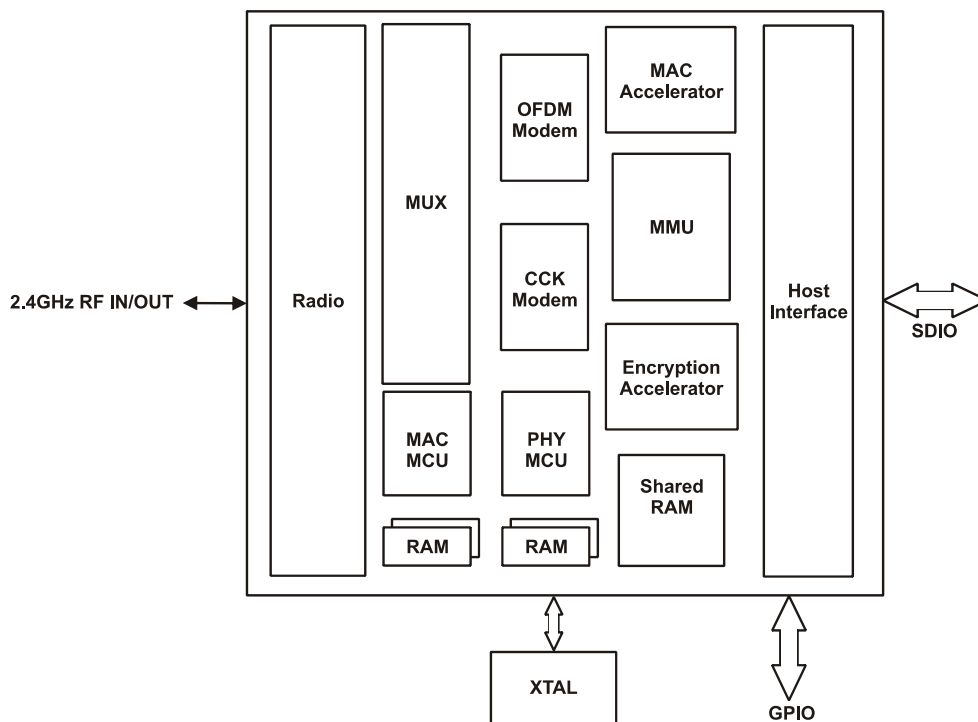 MAC
Accelerator
OFDM
Modem
MUX
MMU
CCK
Modem
2.4GHz RF IN/OUT
Radio
Host
Interface
SDIO
Encryption
Accelerator
MAC
MCU
PHY
MCU
Shared
RAM
RAM
RAM
XTAL
GPIO